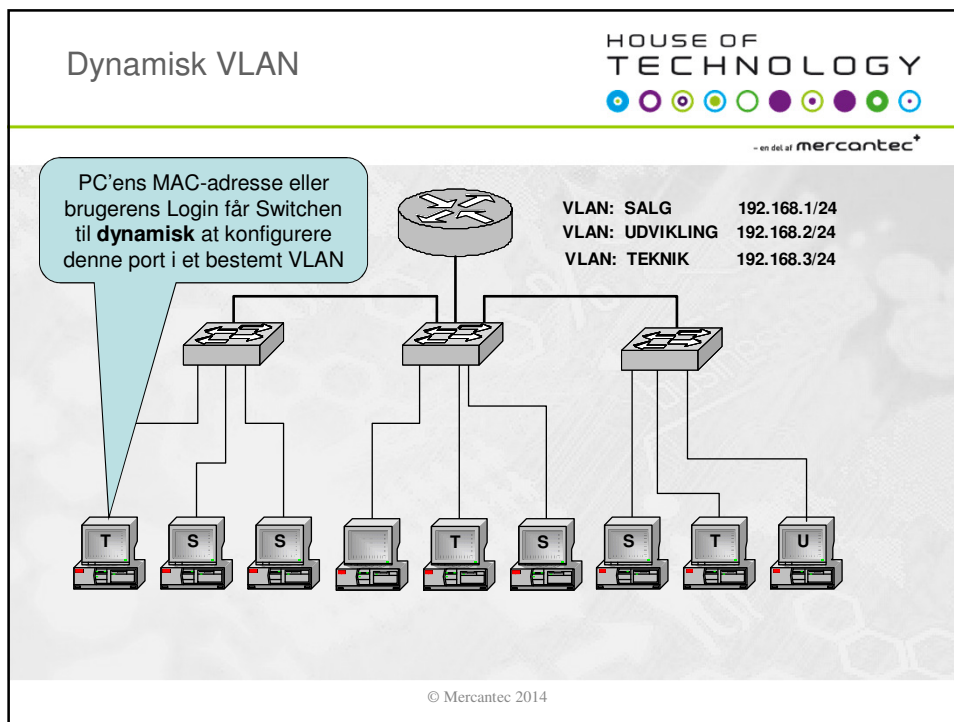 Dynamisk VLAN
HOUSE OF
TECHNOLOGY
- en del af mercantec+
PC'ens MAC-adresse eller
brugerens Login får Switchen
til dynamisk at konfigurere
denne port i et bestemt VLAN
VLAN: SALG 192.168.1/24
VLAN: UDVIKLING 192.168.2/24
VLAN: TEKNIK 192.168.3/24
T S S T S S T U
© Mercantec 2014